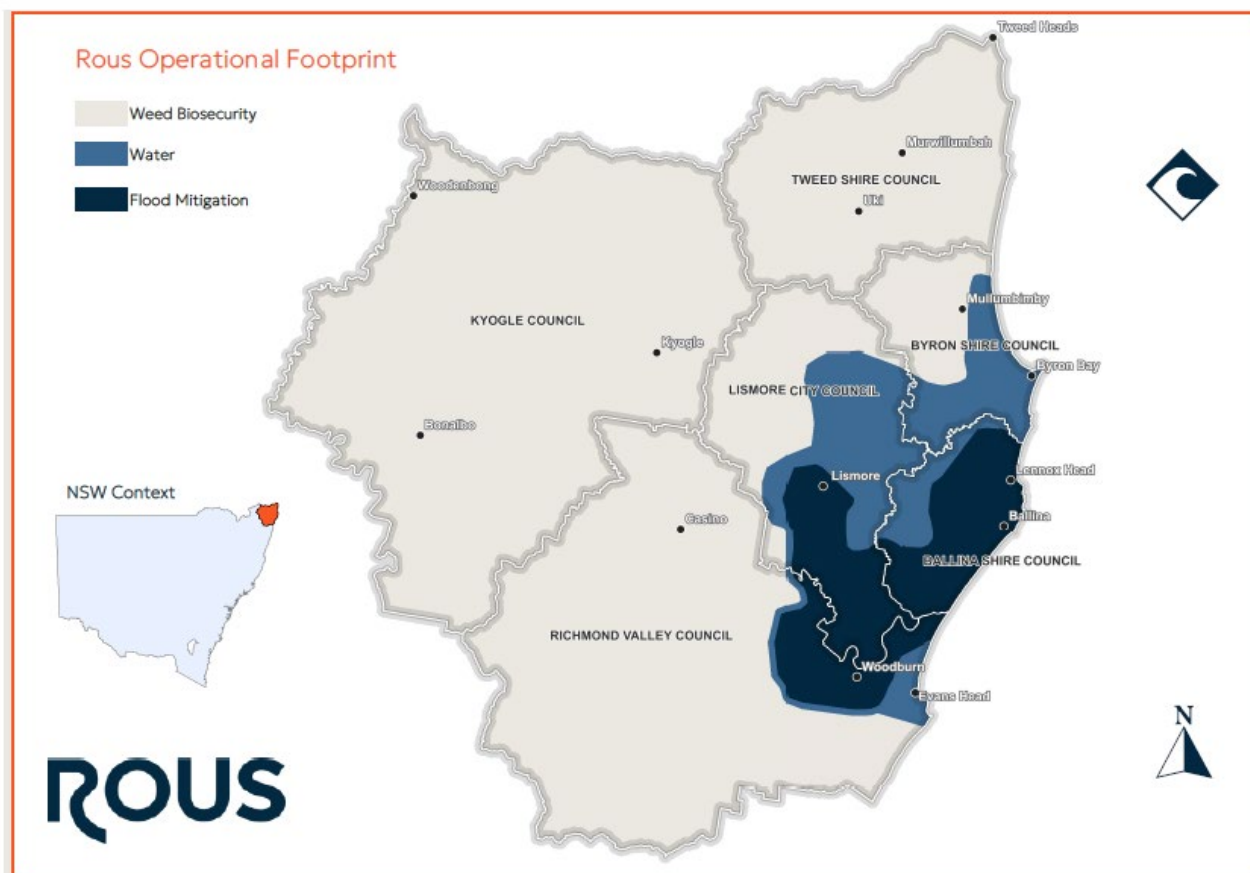 Rous Operational Footprint
Weed Biosecurity
Water
Flood Mitigation
Tweed Heads
Murwillumbah
TWEED SHIRE COUNCIL
Uki
Woodenbong
Mullumbimby
KYOGLE COUNCIL
BYRON SHIRE COUNCIL
Kyogle
Byron Bay
LISMORE CITY COUNCIL
Bonalbo
Lennox Head
Lismore
NSW Context
Casino
Ballina
BALLINA SHIRE COUNCIL
RICHMOND VALLEY COUNCIL
Woodburn
Evans Head
N
ROUS